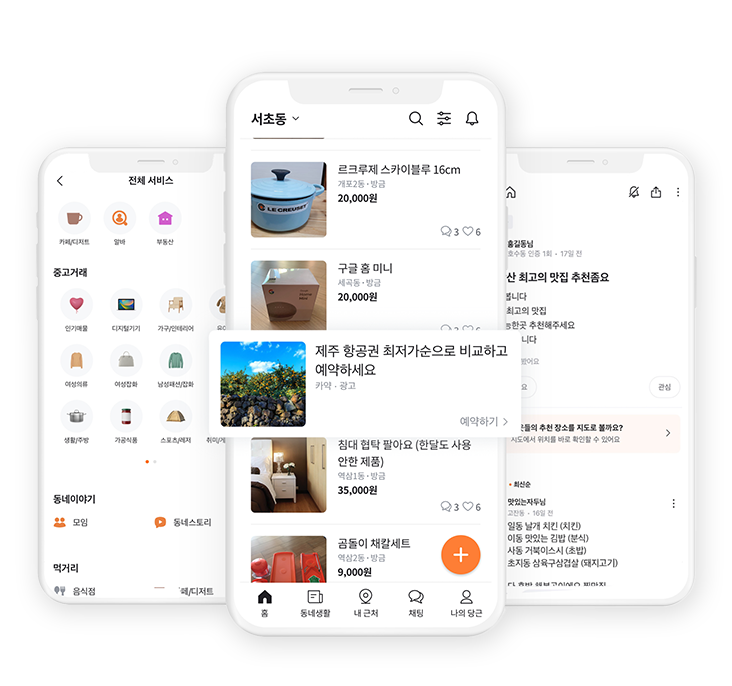 전체 서비스
카페/디저트
알바
부동산
중고거래
인기매물
디지털기기
가구/인테리어
여성의류
여성잡화
남성패션/잡화
생활/주방
가공식품
스포츠/레저
취미/게
동네이야기
모임
동네스토리
먹거리
음식점
페/디저트
서초동
LE CREUSET
르크루제 스카이블루 16cm
개포2동 · 방금
20,000원
3
6
구글 홈 미니
세곡동 · 방금
20,000원
3
6
제주 항공권 최저가순으로 비교하고
예약하세요
카약 · 광고
예약하기
침대 협탁 팔아요 (한달도 사용
안한 제품)
역삼1동 · 방금
35,000원
3
6
곰돌이 채칼세트
역삼2동 · 방금
9,000원
홈
동네생활
내 근처
채팅
나의 당근
홍길동님
호수동 인증 1회 · 17일 전
산 최고의 맛집 추천좀요
봅니다
최고의 맛집
한곳 추천해주세요
니다
봤어요
요
관심
들의 추천 장소를 지도로 볼까요?
지도에서 위치를 바로 확인할 수 있어요
최신순
맛있는자두님
고잔동 · 16일 전
일동 날개 치킨 (치킨)
이동 맛있는 김밥 (분식)
사동 거북이스시 (초밥)
초지동 삼육구삼겹살 (돼지고기)